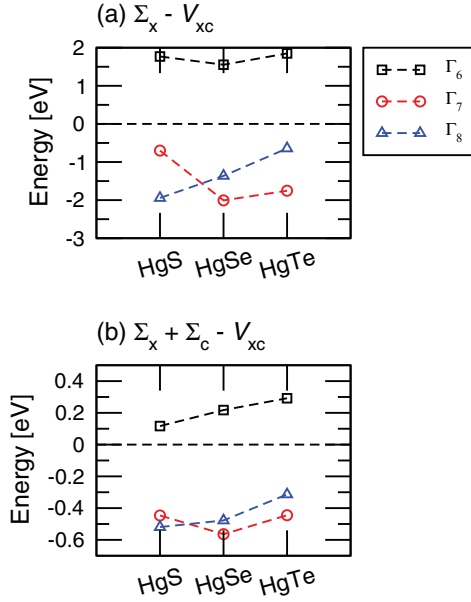 (a) Σx - Vxc
2
1
0
-1
-2
-3
Energy [eV]
HgS HgSe HgTe
Γ6
Γ7
Γ8
(b) Σx + Σc - Vxc
0.4
0.2
0
-0.2
-0.4
-0.6
Energy [eV]
HgS HgSe HgTe